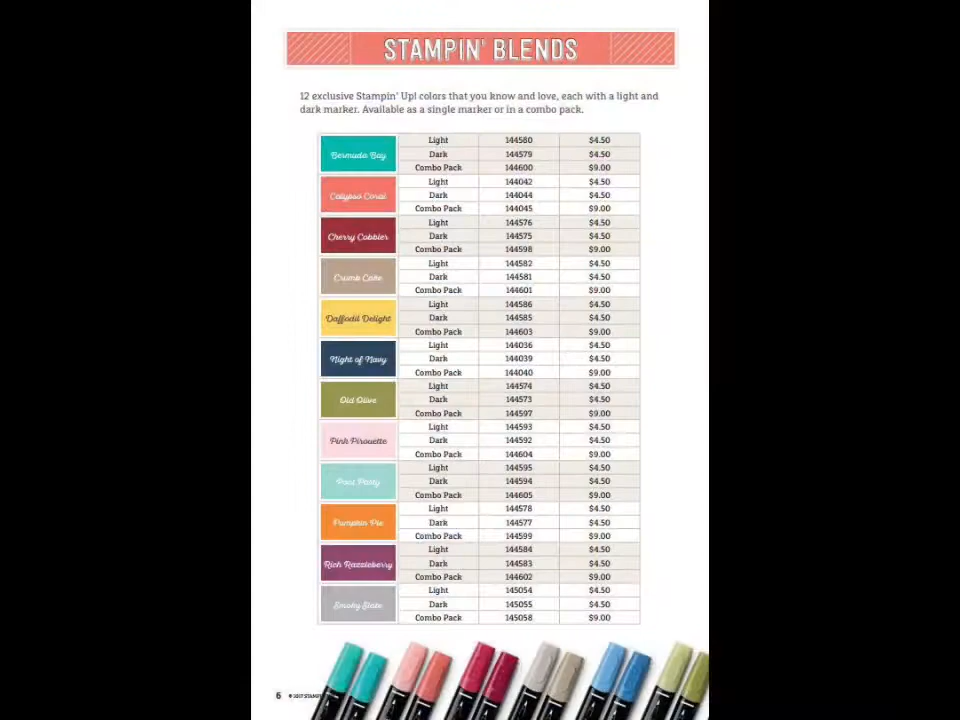 STAMPIN' BLENDS
12 exclusive Stampin' Up! colors that you know and love, each with a light and
dark marker. Available as a single marker or in a combo pack.
Bermuda Bay
Light 144580 $4.50
Dark 144579 $4.50
Combo Pack 144600 $9.00
Calypso Coral
Light 144042 $4.50
Dark 144044 $4.50
Combo Pack 144045 $9.00
Cherry Cobbler
Light 144576 $4.50
Dark 144575 $4.50
Combo Pack 144598 $9.00
Crumb Cake
Light 144582 $4.50
Dark 144581 $4.50
Combo Pack 144601 $9.00
Daffodil Delight
Light 144586 $4.50
Dark 144585 $4.50
Combo Pack 144603 $9.00
Night of Navy
Light 144036 $4.50
Dark 144039 $4.50
Combo Pack 144040 $9.00
Old Olive
Light 144574 $4.50
Dark 144573 $4.50
Combo Pack 144597 $9.00
Pink Pirouette
Light 144593 $4.50
Dark 144592 $4.50
Combo Pack 144604 $9.00
Pool Party
Light 144595 $4.50
Dark 144594 $4.50
Combo Pack 144605 $9.00
Pumpkin Pie
Light 144578 $4.50
Dark 144577 $4.50
Combo Pack 144599 $9.00
Rich Razzleberry
Light 144584 $4.50
Dark 144583 $4.50
Combo Pack 144602 $9.00
Smoky Slate
Light 145054 $4.50
Dark 145055 $4.50
Combo Pack 145058 $9.00
6 © 2017 STAMPI